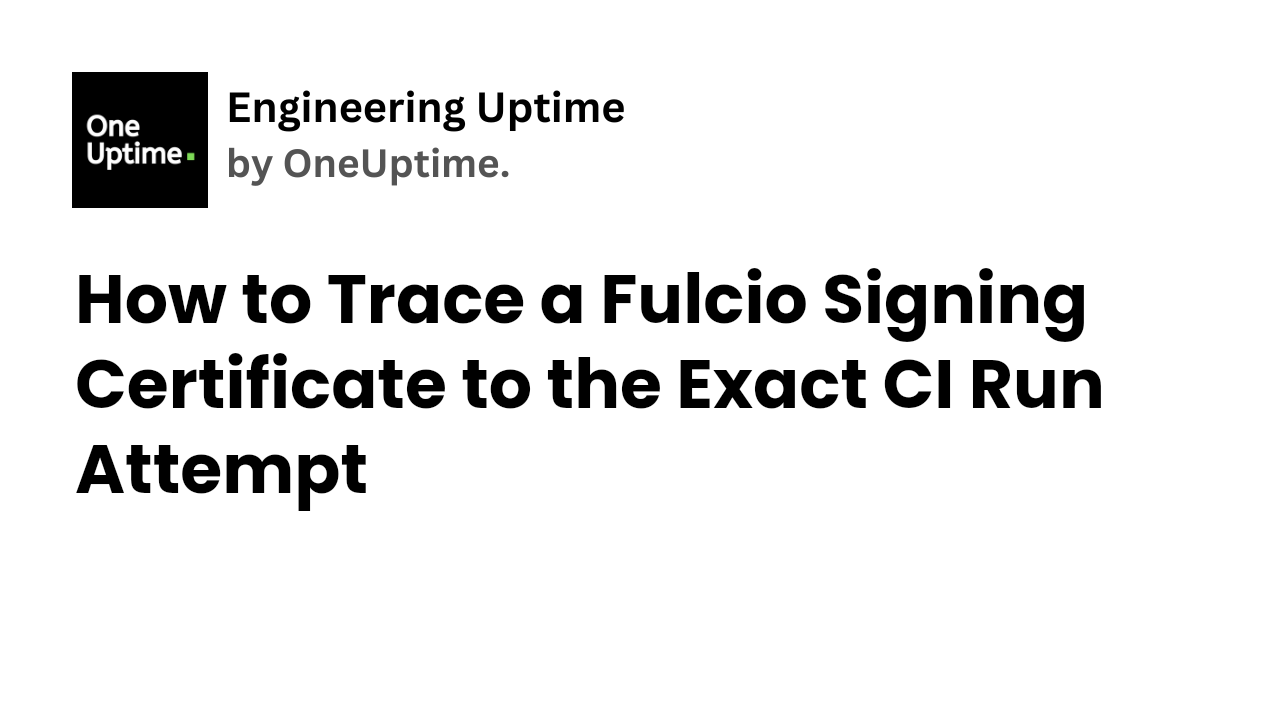 One
Uptime.
Engineering Uptime
by OneUptime.
How to Trace a Fulcio Signing
Certificate to the Exact CI Run
Attempt